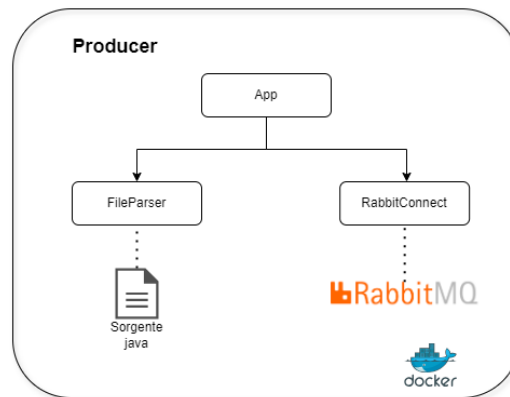 Producer
App
FileParser
RabbitConnect
RabbitMQ
Sorgente
java
docker